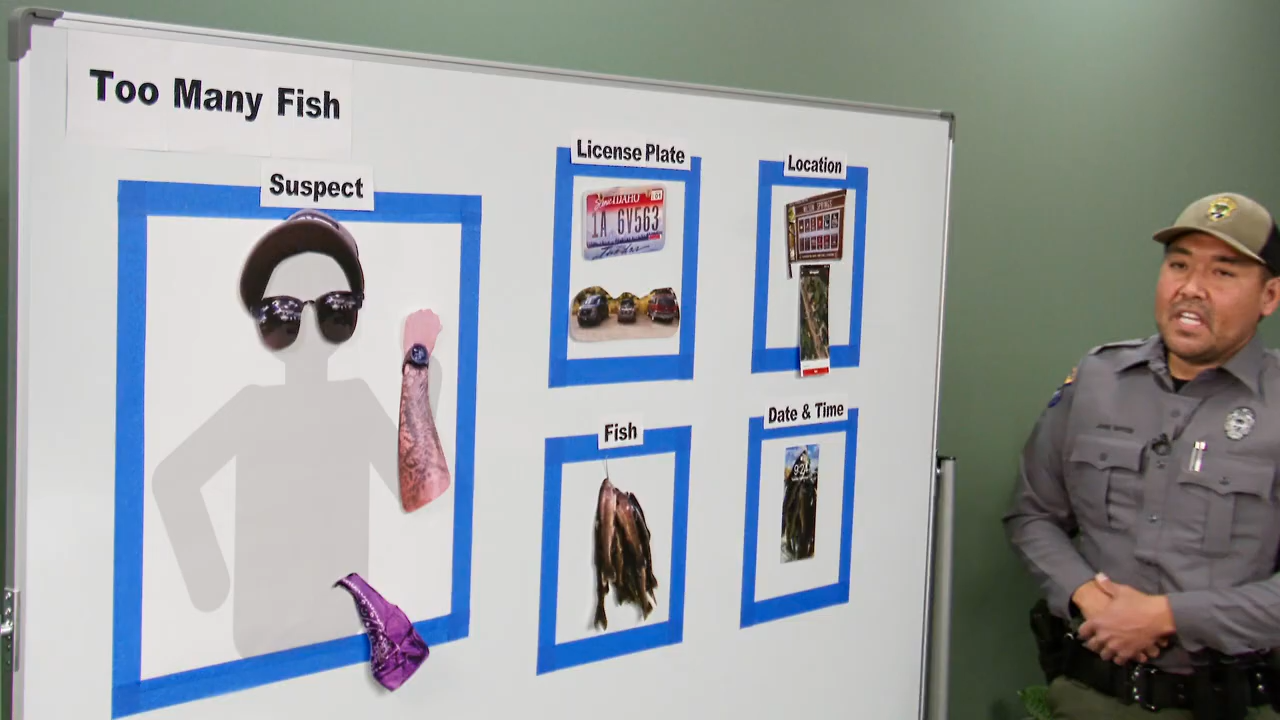 Too Many Fish
Suspect
License Plate
IDAHO
1A 6V563
Location
Fish
Date & Time